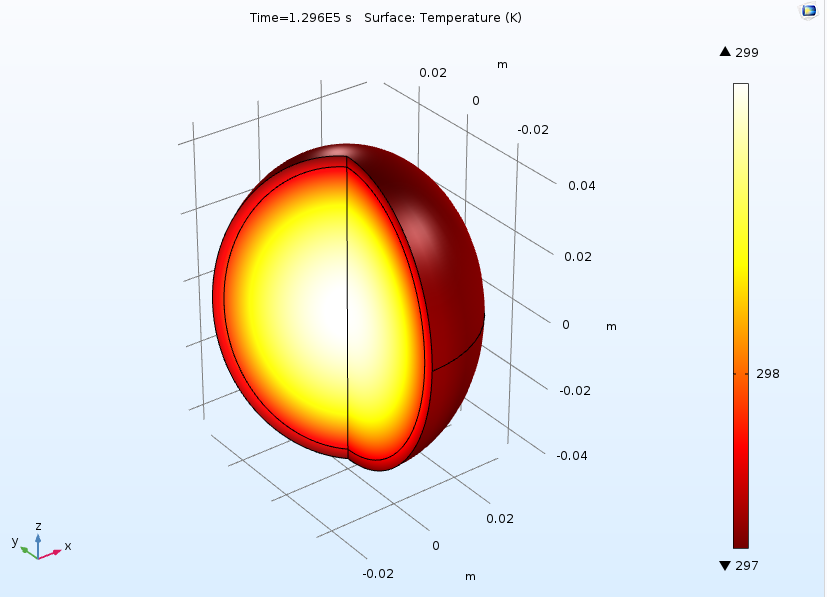 Time=1.296E5 s Surface: Temperature (K)
▲ 299
m
0.02
0
-0.02
0.04
0.02
0
m
298
-0.02
-0.04
0.02
0
-0.02
m
▼ 297
z
y
x